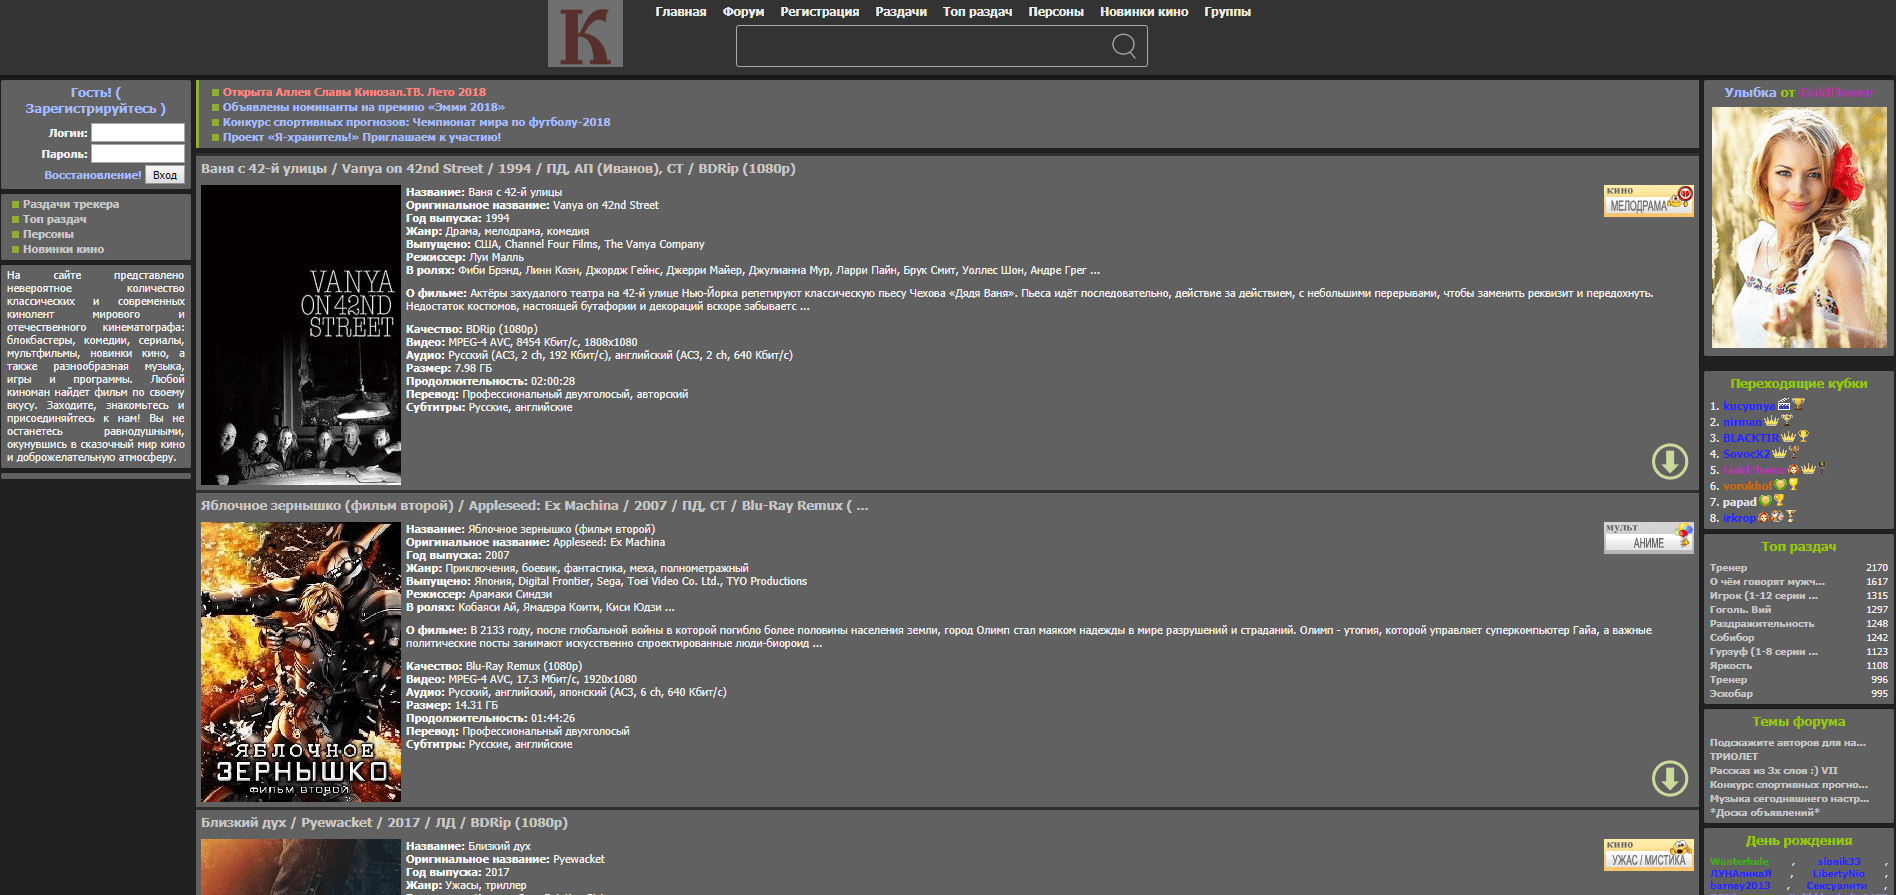 К
Главная Форум Регистрация Раздачи Топ раздач Персоны Новинки кино Группы
Гость! (
Зарегистрируйтесь )
Логин:
Пароль:
Восстановление! Вход
Раздачи трекера
Топ раздач
Персоны
Новинки кино
На сайте представлено
невероятное количество
классических и современных
кинолент мирового и
отечественного кинематографа:
блокбастеры, комедии, сериалы,
мультфильмы, новинки кино, а
также разнообразная музыка,
игры и программы. Любой
киноман найдет фильм по своему
вкусу. Заходите, знакомьтесь и
присоединяйтесь к нам! Вы не
останетесь равнодушными,
окунувшись в сказочный мир кино
и доброжелательную атмосферу.
Открыта Аллея Славы Кинозал.ТВ. Лето 2018
Объявлены номинанты на премию «Эмми 2018»
Конкурс спортивных прогнозов: Чемпионат мира по футболу-2018
Проект «Я-хранитель!» Приглашаем к участию!
Ваня с 42-й улицы / Vanya on 42nd Street / 1994 / ПД, АП (Иванов), СТ / BDRip (1080p)
VANYA
ON 42ND
STREET
Название: Ваня с 42-й улицы
Оригинальное название: Vanya on 42nd Street
Год выпуска: 1994
Жанр: Драма, мелодрама, комедия
Выпущено: США, Channel Four Films, The Vanya Company
Режиссер: Луи Малль
В ролях: Фиби Брэнд, Линн Коэн, Джордж Гейнс, Джерри Майер, Джулианна Мур, Ларри Пайн, Брук Смит, Уоллес Шон, Андре Грег ...
О фильме: Актёры захудалого театра на 42-й улице Нью-Йорка репетируют классическую пьесу Чехова «Дядя Ваня». Пьеса идёт последовательно, действие за действием, с небольшими перерывами, чтобы заменить реквизит и передохнуть.
Недостаток костюмов, настоящей бутафории и декораций вскоре забываетс ...
Качество: BDRip (1080p)
Видео: MPEG-4 AVC, 8454 Кбит/с, 1808x1080
Аудио: Русский (AC3, 2 ch, 192 Кбит/с), английский (AC3, 2 ch, 640 Кбит/с)
Размер: 7.98 ГБ
Продолжительность: 02:00:28
Перевод: Профессиональный двухголосый, авторский
Субтитры: Русские, английские
кино
МЕЛОДРАМА
Яблочное зернышко (фильм второй) / Appleseed: Ex Machina / 2007 / ПД, СТ / Blu-Ray Remux ( ...
ЯБЛОЧНОЕ
ЗЕРНЫШКО
ФИЛЬМ ВТОРОЙ
Название: Яблочное зернышко (фильм второй)
Оригинальное название: Appleseed: Ex Machina
Год выпуска: 2007
Жанр: Приключения, боевик, фантастика, меха, полнометражный
Выпущено: Япония, Digital Frontier, Sega, Toei Video Co. Ltd., TYO Productions
Режиссер: Арамаки Синдзи
В ролях: Кобаяси Ай, Ямадэра Коити, Киси Юдзи ...
О фильме: В 2133 году, после глобальной войны в которой погибло более половины населения земли, город Олимп стал маяком надежды в мире разрушений и страданий. Олимп - утопия, которой управляет суперкомпьютер Гайа, а важные
политические посты занимают искусственно спроектированные люди-биороид ...
Качество: Blu-Ray Remux (1080p)
Видео: MPEG-4 AVC, 17.3 Мбит/с, 1920x1080
Аудио: Русский, английский, японский (AC3, 6 ch, 640 Кбит/с)
Размер: 14.31 ГБ
Продолжительность: 01:44:26
Перевод: Профессиональный двухголосый
Субтитры: Русские, английские
мульт
АНИМЕ
Близкий дух / Pyewacket / 2017 / ЛД / BDRip (1080p)
Название: Близкий дух
Оригинальное название: Pyewacket
Год выпуска: 2017
Жанр: Ужасы, триллер
кино
УЖАС / МИСТИКА
Улыбка от
Переходящие кубки
1. kucyunya
2. nirman
3. BLACKTIR
4. SovocX2
5.
6. vorokhof
7. papad
8. irkrop
Топ раздач
Тренер 2170
О чём говорят мужч... 1617
Игрок (1-12 серии ... 1315
Гоголь. Вий 1297
Раздражительность 1248
Собибор 1242
Гурзуф (1-8 серии ... 1123
Яркость 1108
Тренер 996
Эскобар 995
Темы форума
Подскажите авторов для на...
ТРИОЛЕТ
Рассказ из 3х слов :) VII
Конкурс спортивных прогно...
Музыка сегодняшнего настр...
*Доска объявлений*
День рождения
Wanterlude , slonik33 ,
ЛУНАликаЯ , LibertyNio ,
barney2013 , Сексуалити ,